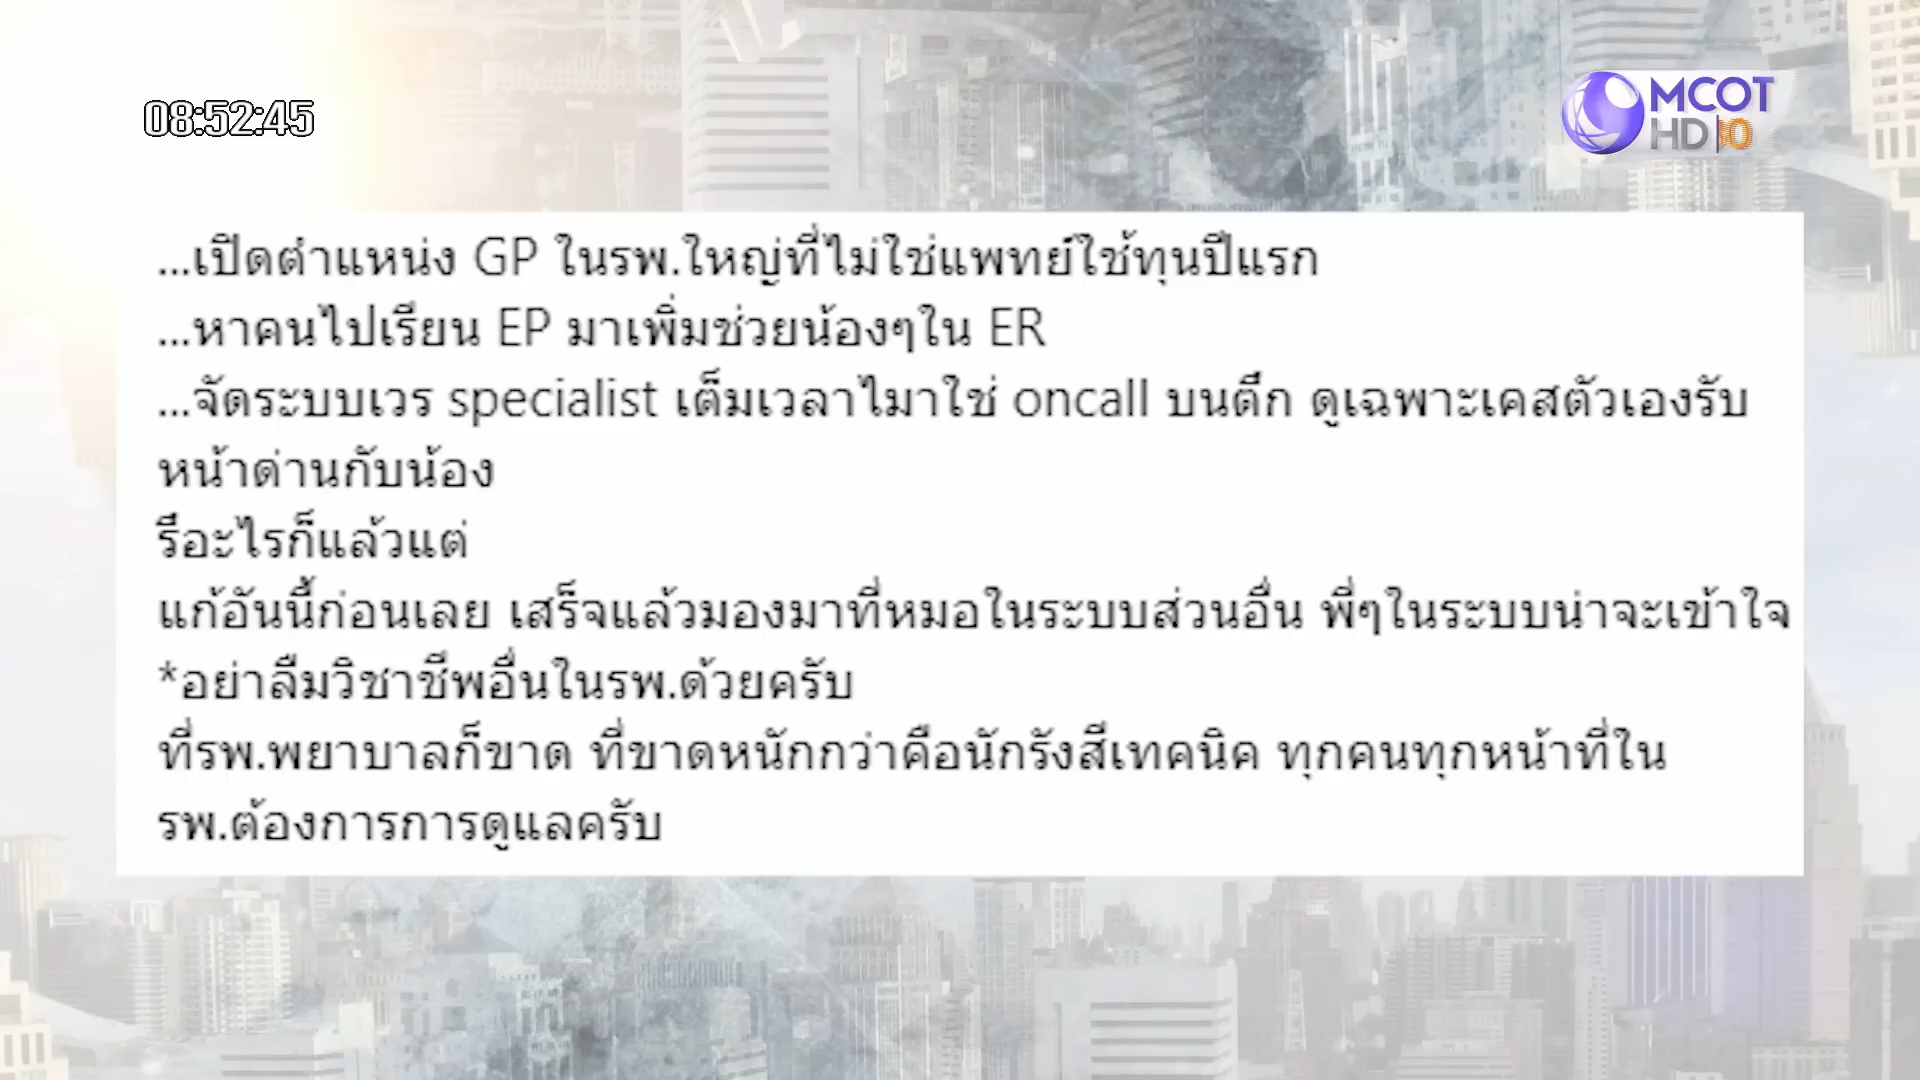 08:52:45
MCOT
HD 10
...เปิดตำแหน่ง GP ในรพ.ใหญ่ที่ไม่ใช่แพทย์ใช้ทุนปีแรก
...หาคนไปเรียน EP มาเพิ่มช่วยน้องๆใน ER
...จัดระบบเวร specialist เต็มเวลาไมาใช่ oncall บนตึก ดูเฉพาะเคสตัวเองรับ
หน้าด่านกับน้อง
รึอะไรก็แล้วแต่
แก้อันนี้ก่อนเลย เสร็จแล้วมองมาที่หมอในระบบส่วนอื่น พี่ๆในระบบน่าจะเข้าใจ
*อย่าลืมวิชาชีพอื่นในรพ.ด้วยครับ
ที่รพ.พยาบาลก็ขาด ที่ขาดหนักกว่าคือนักรังสีเทคนิค ทุกคนทุกหน้าที่ใน
รพ.ต้องการการดูแลครับ